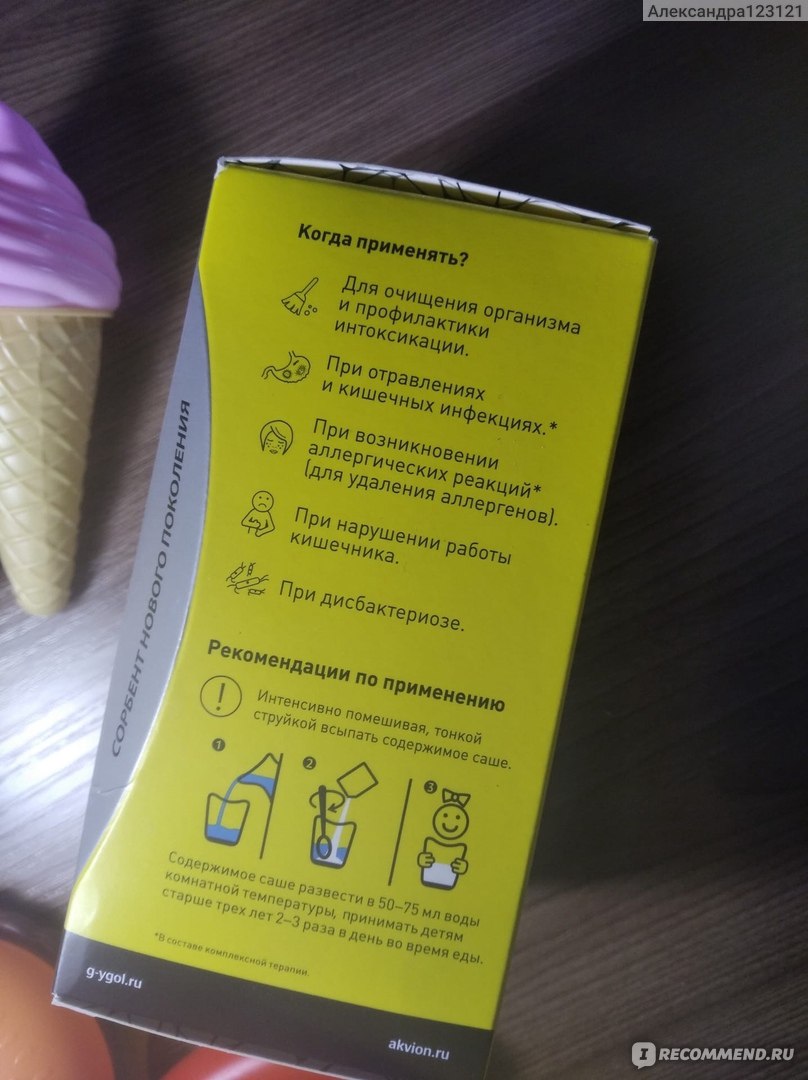 Александра123121
Когда применять?
Для очищения организма
и профилактики
интоксикации.
При отравлениях
и кишечных инфекциях.*
При возникновении
аллергических реакций*
(для удаления аллергенов).
При нарушении работы
кишечника.
При дисбактериозе.
СОРБЕНТ НОВОГО ПОКОЛЕНИЯ
Рекомендации по применению
!
Интенсивно помешивая, тонкой
струйкой всыпать содержимое саше.
1
2
3
Содержимое саше развести в 50–75 мл воды
комнатной температуры, принимать детям
старше трех лет 2–3 раза в день во время еды.
*В составе комплексной терапии.
g-ygol.ru
akvion.ru
I RECOMMEND.RU